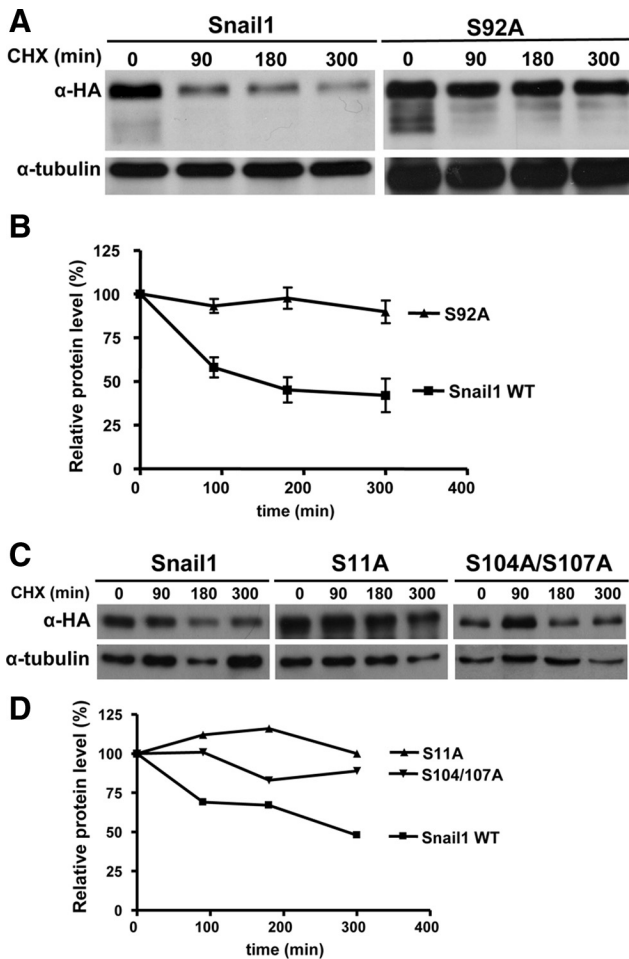 A
Snail1 S92A
CHX (min) 0 90 180 300 0 90 180 300
α-HA
α-tubulin
B
Relative protein level (%)
125
100
75
50
25
0
0 100 200 300 400
time (min)
S92A
Snail1 WT
C
Snail1 S11A S104A/S107A
CHX (min) 0 90 180 300 0 90 180 300 0 90 180 300
α-HA
α-tubulin
D
Relative protein level (%)
125
100
75
50
25
0
0 100 200 300 400
time (min)
S11A
S104/107A
Snail1 WT